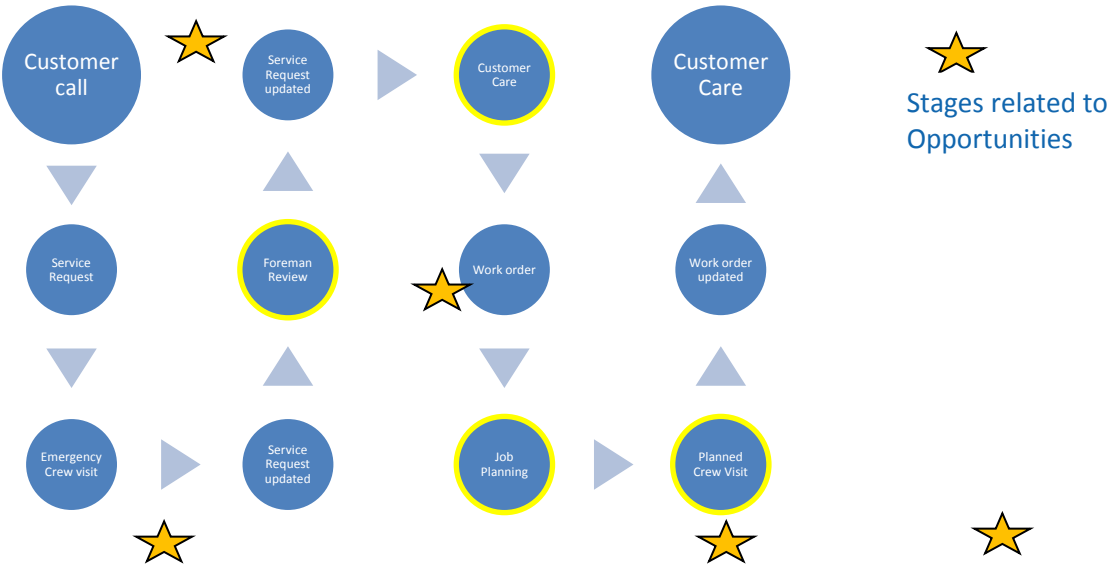 Customer
call
Service
Request
updated
Customer
Care
Customer
Care
Stages related to
Opportunities
Service
Request
Foreman
Review
Work order
Work order
updated
Emergency
Crew visit
Service
Request
updated
Job
Planning
Planned
Crew Visit